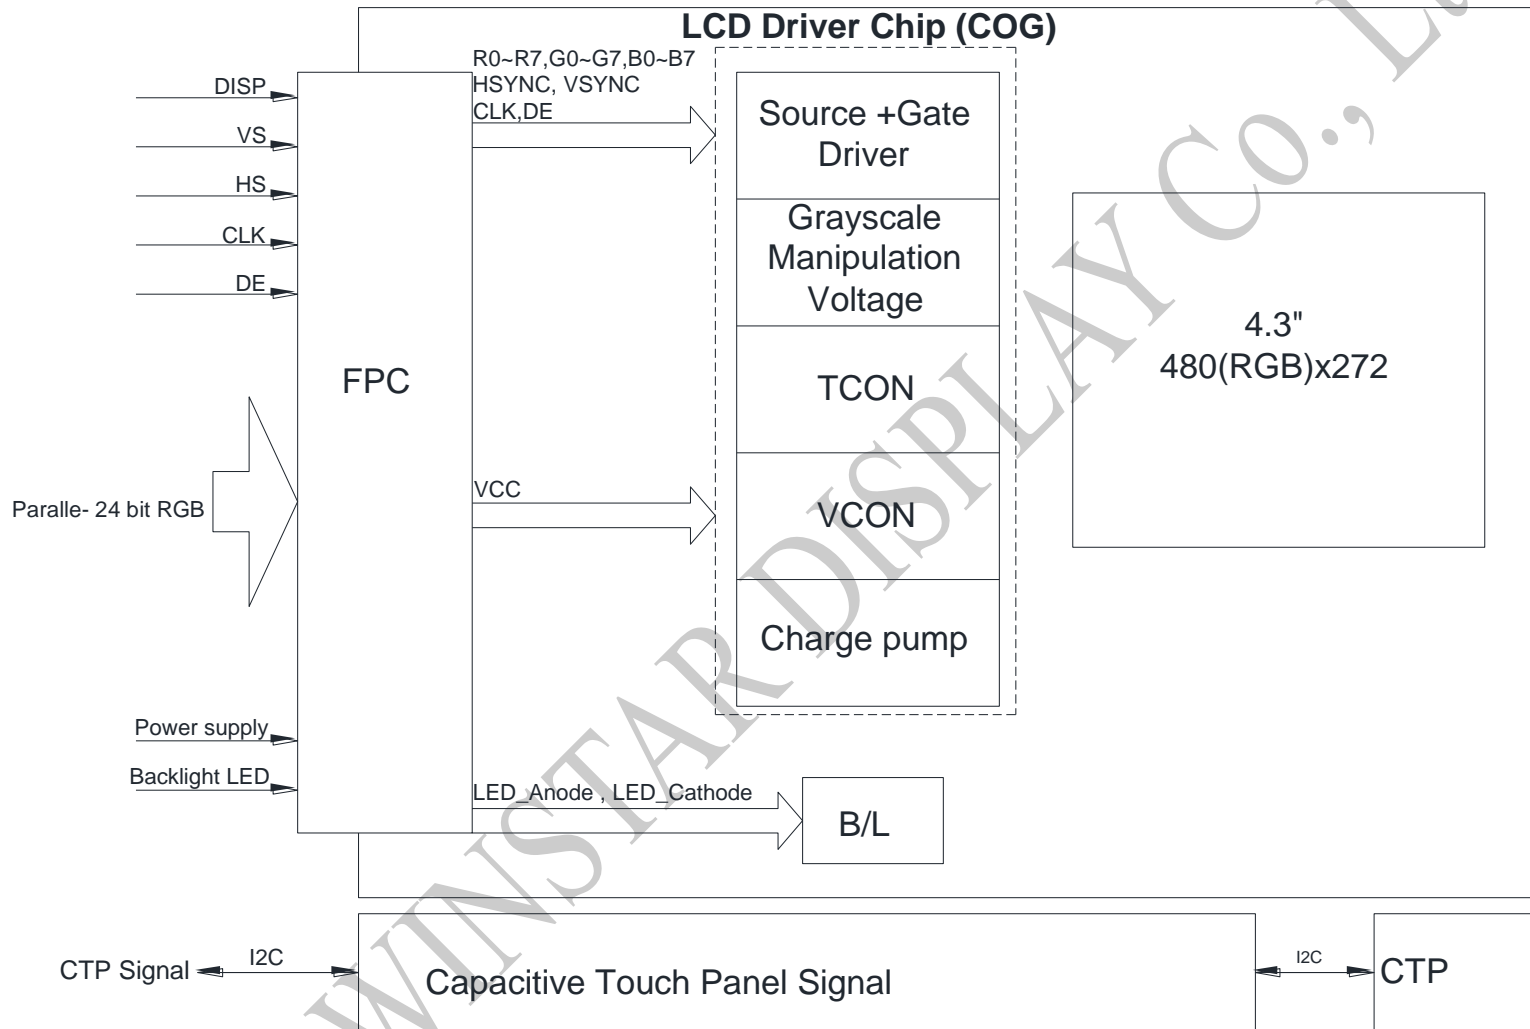 LCD Driver Chip (COG)
R0~R7,G0~G7,B0~B7
HSYNC, VSYNC
CLK,DE
DISP
VS
HS
CLK
DE
FPC
Paralle- 24 bit RGB
Power supply
Backlight LED
VCC
LED_Anode , LED_Cathode
Source +Gate
Driver
Grayscale
Manipulation
Voltage
TCON
VCON
Charge pump
B/L
4.3"
480(RGB)x272
CTP Signal
I2C
Capacitive Touch Panel Signal
I2C
CTP
WINSTAR DISPLAY Co.,